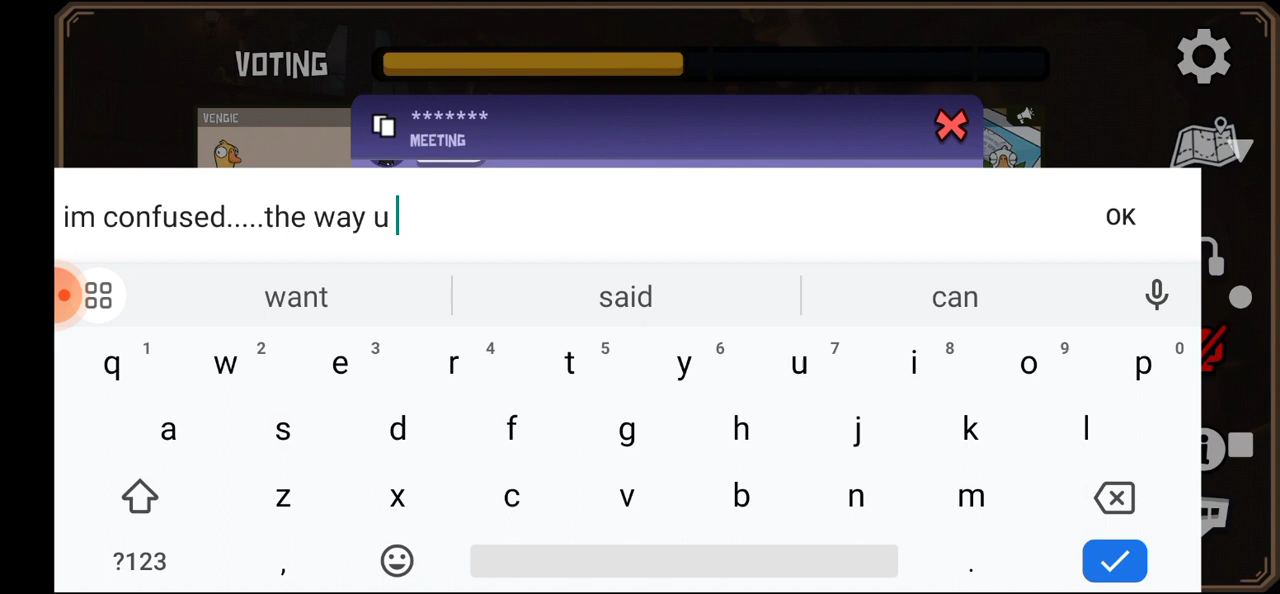 VOTING
VENGIE
*******
MEETING
im confused.....the way u
OK
want said can
q 1 w 2 e 3 r 4 t 5 y 6 u 7 i 8 o 9 p 0
a s d f g h j k l
z x c v b n m
?123 , .